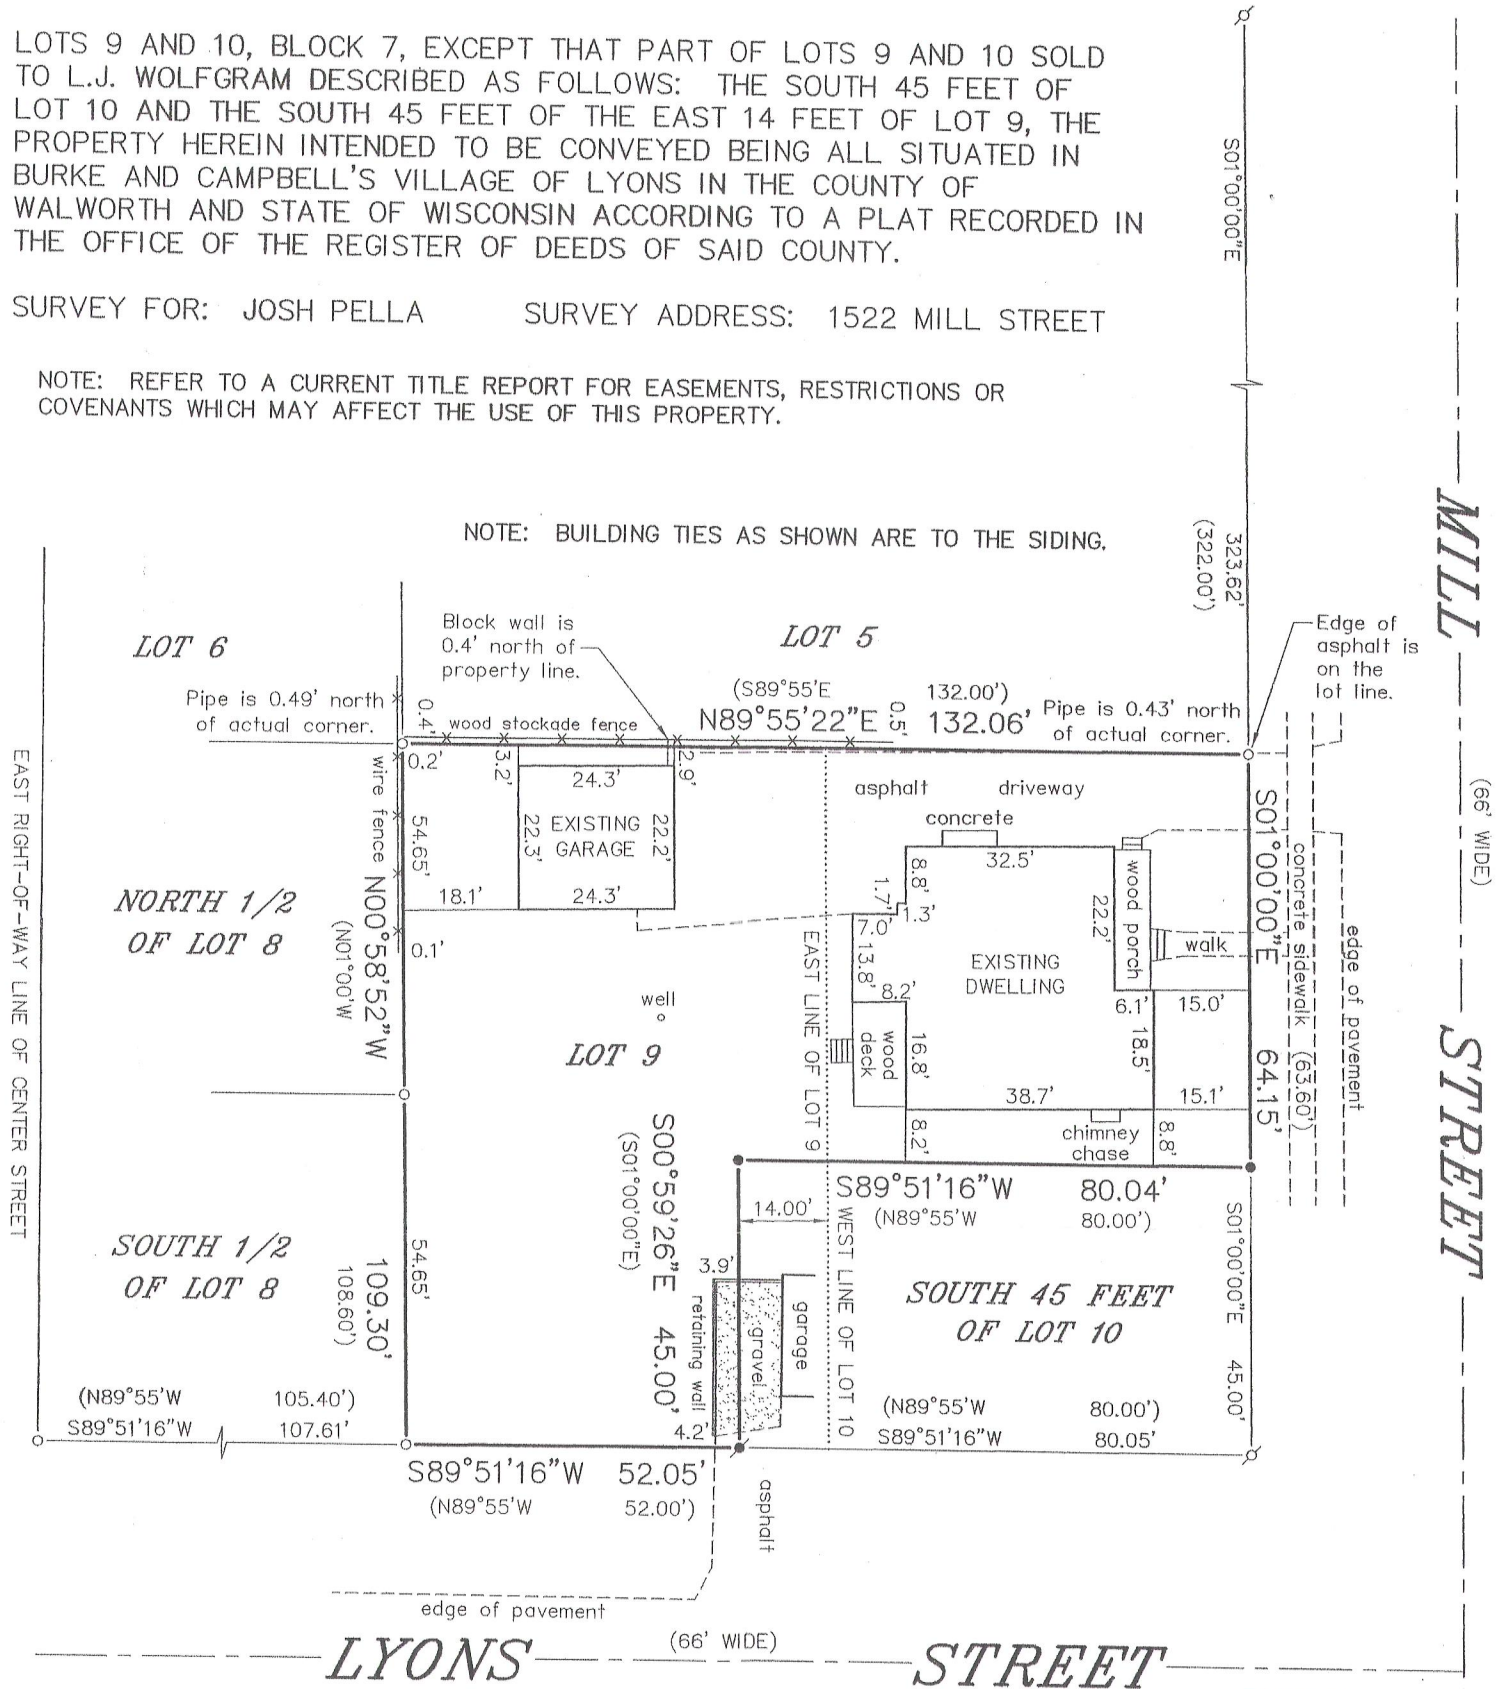 LOTS 9 AND 10, BLOCK 7, EXCEPT THAT PART OF LOTS 9 AND 10 SOLD
TO L.J. WOLFGRAM DESCRIBED AS FOLLOWS: THE SOUTH 45 FEET OF
LOT 10 AND THE SOUTH 45 FEET OF THE EAST 14 FEET OF LOT 9, THE
PROPERTY HEREIN INTENDED TO BE CONVEYED BEING ALL SITUATED IN
BURKE AND CAMPBELL'S VILLAGE OF LYONS IN THE COUNTY OF
WALWORTH AND STATE OF WISCONSIN ACCORDING TO A PLAT RECORDED IN
THE OFFICE OF THE REGISTER OF DEEDS OF SAID COUNTY.
SURVEY FOR: JOSH PELLA SURVEY ADDRESS: 1522 MILL STREET
NOTE: REFER TO A CURRENT TITLE REPORT FOR EASEMENTS, RESTRICTIONS OR
COVENANTS WHICH MAY AFFECT THE USE OF THIS PROPERTY.
NOTE: BUILDING TIES AS SHOWN ARE TO THE SIDING.
S01°00'00"E
323.62'
(322.00')
MILL STREET
(66' WIDE)
LOT 6
Block wall is
0.4' north of
property line.
LOT 5
Edge of
asphalt is
on the
lot line.
Pipe is 0.49' north
of actual corner.
0.4'
wood stockade fence
(S89°55'E 132.00')
N89°55'22"E 132.06'
0.5'
Pipe is 0.43' north
of actual corner.
EAST RIGHT-OF-WAY LINE OF CENTER STREET
wire fence
0.2'
3.2'
2.9'
24.3'
22.3'
EXISTING
GARAGE
22.2'
24.3'
18.1'
54.65'
0.1'
asphalt driveway
concrete
32.5'
8.8'
1.7'
1.3'
7.0'
13.8'
8.2'
wood porch
22.2'
walk
EXISTING
DWELLING
6.1'
15.0'
18.5'
wood
deck
16.8'
38.7'
15.1'
8.2'
chimney
chase
8.8'
S01°00'00"E 64.15'
(63.60')
concrete sidewalk
edge of pavement
NORTH 1/2
OF LOT 8
N00°58'52"W
(N01°00'W
109.30'
108.60')
well
LOT 9
EAST LINE OF LOT 9
WEST LINE OF LOT 10
S00°59'26"E 45.00'
(S01°00'00"E)
S89°51'16"W 80.04'
(N89°55'W 80.00')
14.00'
SOUTH 1/2
OF LOT 8
54.65'
3.9'
retaining wall
gravel
garage
4.2'
SOUTH 45 FEET
OF LOT 10
S01°00'00"E 45.00'
(N89°55'W 105.40')
S89°51'16"W 107.61'
(N89°55'W 80.00')
S89°51'16"W 80.05'
S89°51'16"W 52.05'
(N89°55'W 52.00')
asphalt
edge of pavement
(66' WIDE)
LYONS STREET